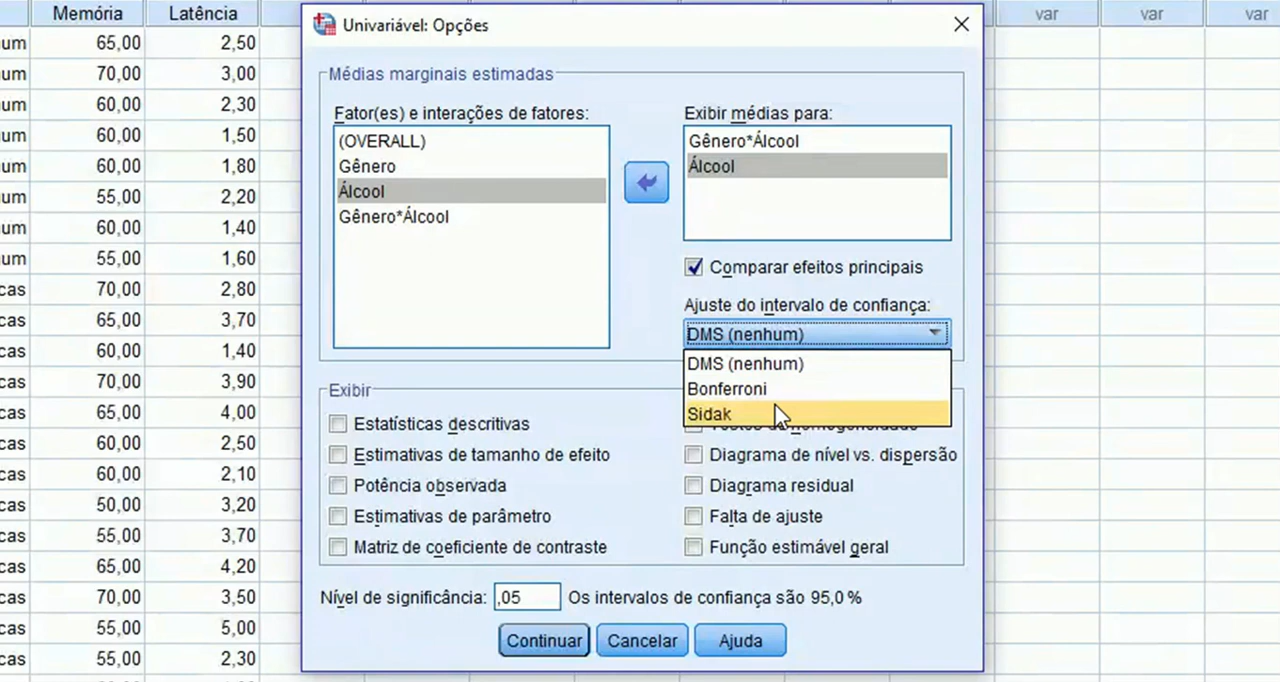 Memória Latência var var var
Univariável: Opções
Médias marginais estimadas
Fator(es) e interações de fatores:
(OVERALL)
Gênero
Álcool
Gênero*Álcool
Exibir médias para:
Gênero*Álcool
Álcool
Comparar efeitos principais
Ajuste do intervalo de confiança:
DMS (nenhum)
DMS (nenhum)
Bonferroni
Sidak
Exibir
Estatísticas descritivas
Estimativas de tamanho de efeito
Potência observada
Estimativas de parâmetro
Matriz de coeficiente de contraste
Diagrama de nível vs. dispersão
Diagrama residual
Falta de ajuste
Função estimável geral
Nível de significância: ,05 Os intervalos de confiança são 95,0 %
Continuar Cancelar Ajuda
num 65,00 2,50
num 70,00 3,00
num 60,00 2,30
num 60,00 1,50
num 60,00 1,80
num 55,00 2,20
num 60,00 1,40
num 55,00 1,60
cas 70,00 2,80
cas 65,00 3,70
cas 60,00 1,40
cas 70,00 3,90
cas 65,00 4,00
cas 60,00 2,50
cas 60,00 2,10
cas 50,00 3,20
cas 55,00 3,70
cas 65,00 4,20
cas 70,00 3,50
cas 55,00 5,00
cas 55,00 2,30